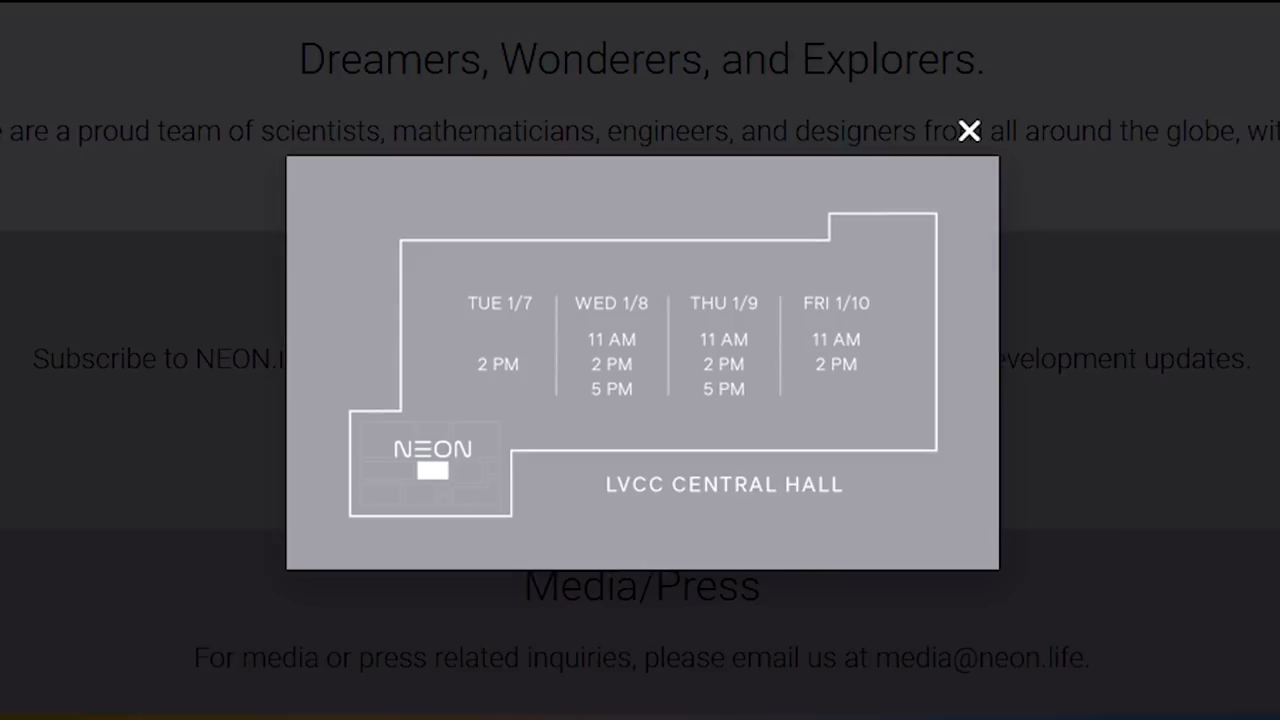 Dreamers, Wonderers, and Explorers.
are a proud team of scientists, mathematicians, engineers, and designers from all around the globe,
TUE 1/7 WED 1/8 THU 1/9 FRI 1/10
11 AM 11 AM 11 AM
2 PM 2 PM 2 PM 2 PM
5 PM 5 PM
Subscribe to NEON. updates.
NEON
LVCC CENTRAL HALL
Media/Press
For media or press related inquiries, please email us at media@neon.life.